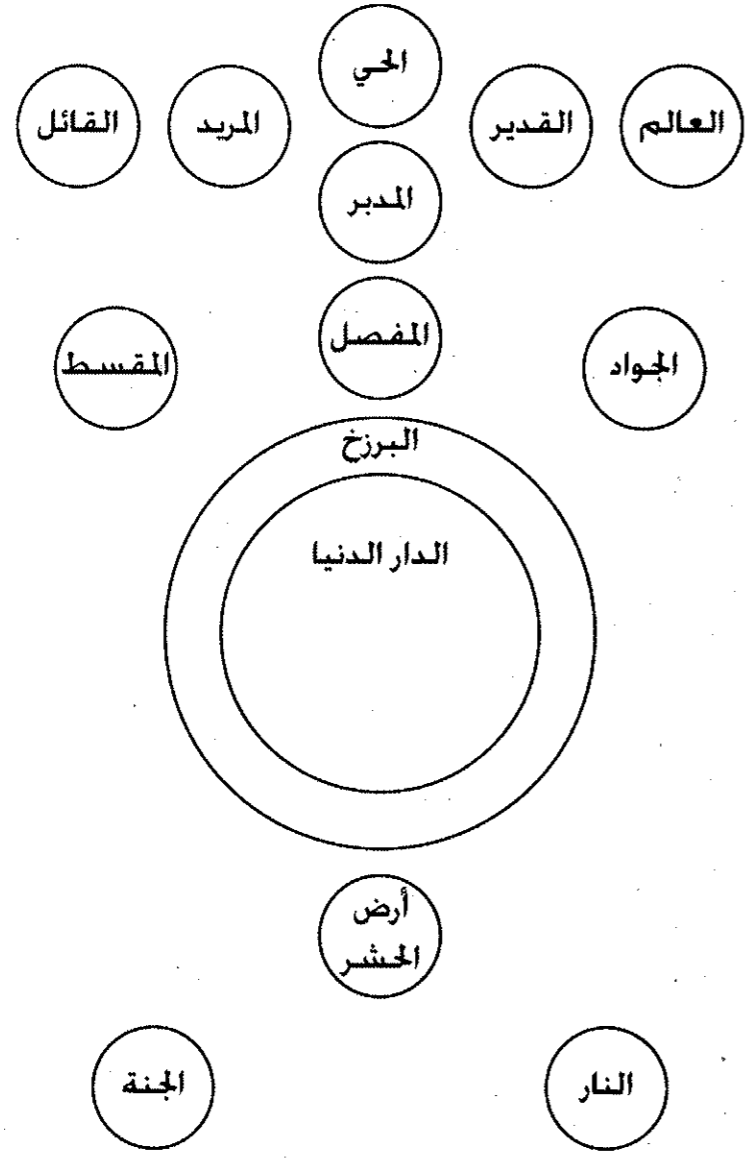 الحي
العالم
القدير
المريد
القائل
المدبر
المفصل
الجواد
المقسط
البرزخ
الدار الدنيا
أرض
الحشر
النار
الجنة